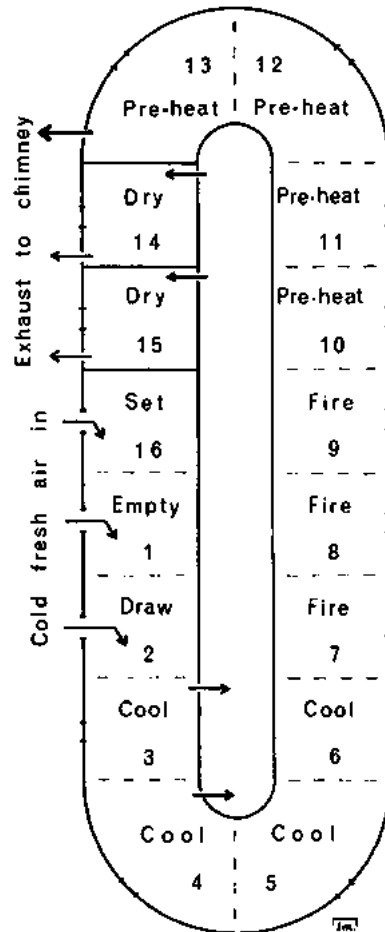 13 12
Pre-heat Pre-heat
Exhaust to chimney
Dry Pre-heat
14 11
Dry Pre-heat
15 10
Cold fresh air in
Set Fire
16 9
Empty Fire
1 8
Draw Fire
2 7
Cool Cool
3 6
Cool Cool
4 5